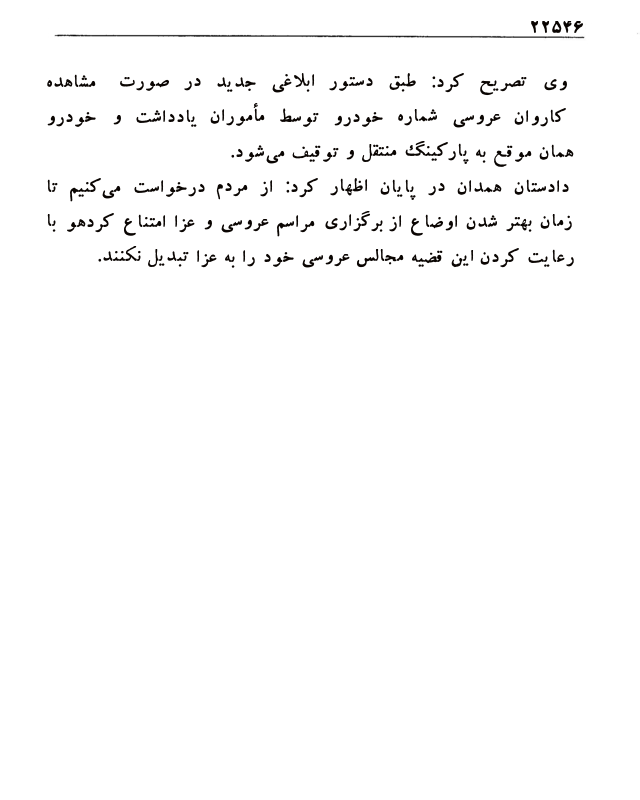 ۲۲۵۴۶
وی تصریح کرد: طبق دستور ابلاغی جدید در صورت مشاهده
کاروان عروسی شماره خودرو توسط مأموران یادداشت و خودرو
همان موقع به پارکینگ منتقل و توقیف می‌شود.
دادستان همدان در پایان اظهار کرد: از مردم درخواست می‌کنیم تا
زمان بهتر شدن اوضاع از برگزاری مراسم عروسی و عزا امتناع کردهو با
رعایت کردن این قضیه مجالس عروسی خود را به عزا تبدیل نکنند.